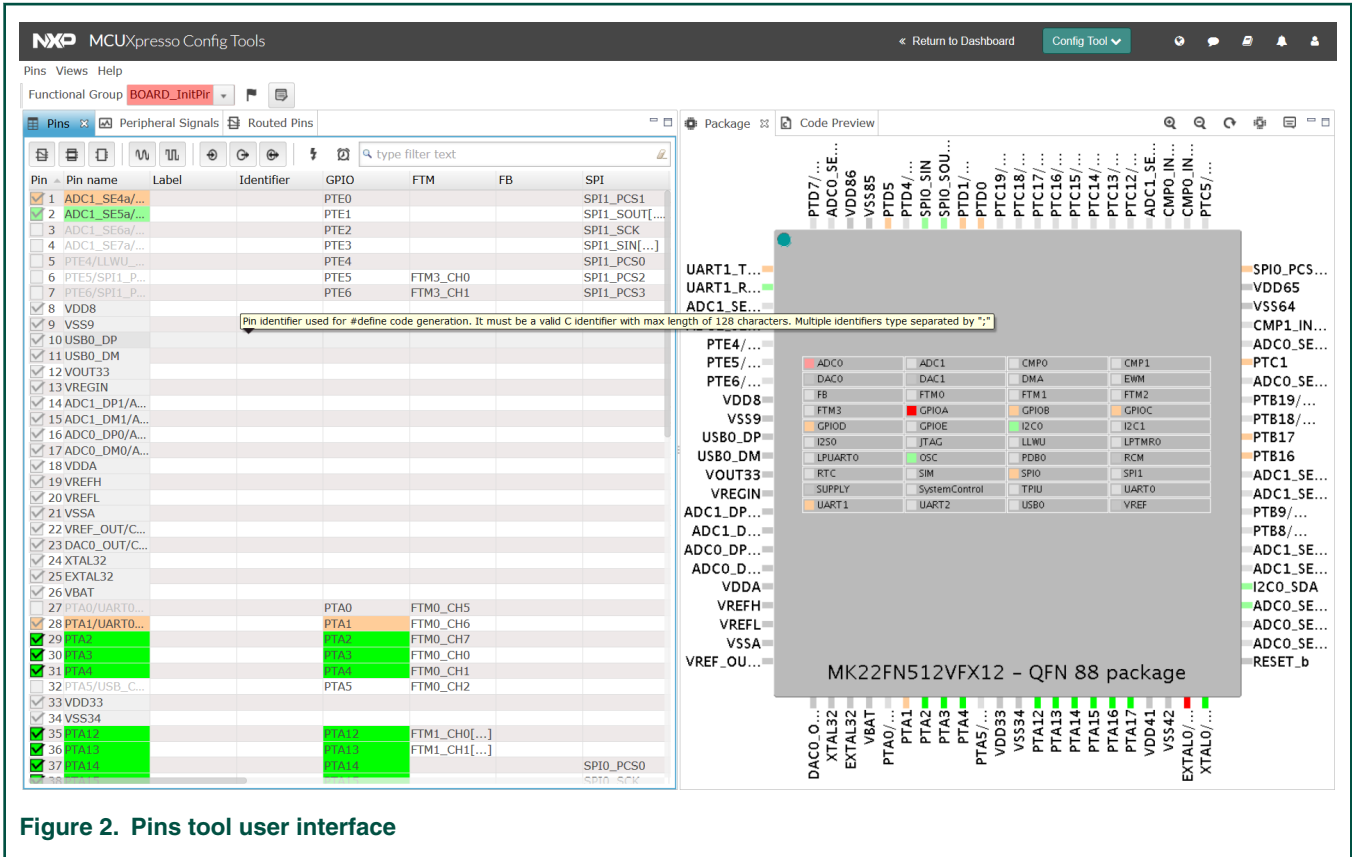 NXP MCUXpresso Config Tools « Return to Dashboard Config Tool
Pins Views Help
Functional Group BOARD_InitPir
Pins Peripheral Signals Routed Pins
type filter text
Pin Pin name Label Identifier GPIO FTM FB SPI
1 ADC1_SE4a/... PTE0 SPI1_PCS1
2 ADC1_SE5a/... PTE1 SPI1_SOUT[....
3 ADC1_SE6a/... PTE2 SPI1_SCK
4 ADC1_SE7a/... PTE3 SPI1_SIN[...]
5 PTE4/LLWU_... PTE4 SPI1_PCS0
6 PTE5/SPI1_P... PTE5 FTM3_CH0 SPI1_PCS2
7 PTE6/SPI1_P... PTE6 FTM3_CH1 SPI1_PCS3
8 VDD8
9 VSS9
Pin identifier used for #define code generation. It must be a valid C identifier with max length of 128 characters. Multiple identifiers type separated by ";"
10 USB0_DP
11 USB0_DM
12 VOUT33
13 VREGIN
14 ADC1_DP1/A...
15 ADC1_DM1/A...
16 ADC0_DP0/A...
17 ADC0_DM0/A...
18 VDDA
19 VREFH
20 VREFL
21 VSSA
22 VREF_OUT/C...
23 DAC0_OUT/C...
24 XTAL32
25 EXTAL32
26 VBAT
27 PTA0/UART0... PTA0 FTM0_CH5
28 PTA1/UART0... PTA1 FTM0_CH6
29 PTA2 PTA2 FTM0_CH7
30 PTA3 PTA3 FTM0_CH0
31 PTA4 PTA4 FTM0_CH1
32 PTA5/USB_C... PTA5 FTM0_CH2
33 VDD33
34 VSS34
35 PTA12 PTA12 FTM1_CH0[...]
36 PTA13 PTA13 FTM1_CH1[...]
37 PTA14 PTA14 SPI0_PCS0
38 PTA15 PTA15 SPI0_SCK
Package Code Preview
PTD7/...
ADC0_SE...
VDD86
VSS85
PTD5
PTD4/...
SPI0_SIN
SPI0_SOU...
PTD1/...
PTD0
PTC19/...
PTC18/...
PTC17/...
PTC16/...
PTC15/...
PTC14/...
PTC13/...
PTC12/...
ADC1_SE...
CMP0_IN...
CMP0_IN...
PTC5/...
UART1_T...
UART1_R...
ADC1_SE...
PTE4/...
PTE5/...
PTE6/...
VDD8
VSS9
USB0_DP
USB0_DM
VOUT33
VREGIN
ADC1_DP...
ADC1_D...
ADC0_DP...
ADC0_D...
VDDA
VREFH
VREFL
VSSA
VREF_OU...
ADC0 ADC1 CMP0 CMP1
DAC0 DAC1 DMA EWM
FB FTM0 FTM1 FTM2
FTM3 GPIOA GPIOB GPIOC
GPIOD GPIOE I2C0 I2C1
I2S0 JTAG LLWU LPTMR0
LPUART0 OSC PDB0 RCM
RTC SIM SPI0 SPI1
SUPPLY SystemControl TPIU UART0
UART1 UART2 USB0 VREF
MK22FN512VFX12 - QFN 88 package
SPI0_PCS...
VDD65
VSS64
CMP1_IN...
ADC0_SE...
PTC1
ADC0_SE...
PTB19/...
PTB18/...
PTB17
PTB16
ADC1_SE...
ADC1_SE...
PTB9/...
PTB8/...
ADC1_SE...
ADC1_SE...
I2C0_SDA
ADC0_SE...
ADC0_SE...
ADC0_SE...
RESET_b
DAC0_O...
XTAL32
EXTAL32
VBAT
PTA0/...
PTA1
PTA2
PTA3
PTA4
PTA5/...
VDD33
VSS34
PTA12
PTA13
PTA14
PTA15
PTA16
PTA17
VDD41
VSS42
EXTAL0/...
XTAL0/...
Figure 2. Pins tool user interface